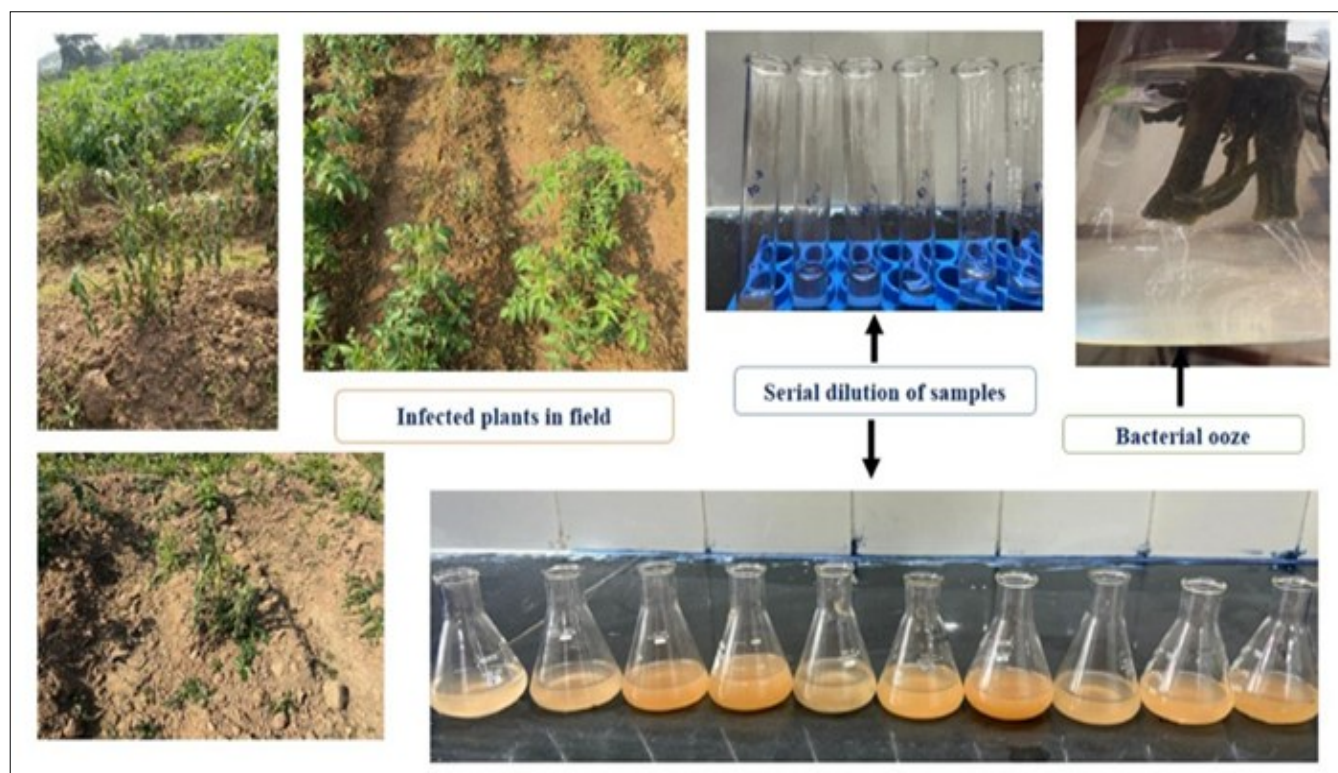 Infected plants in field
Serial dilution of samples
Bacterial ooze